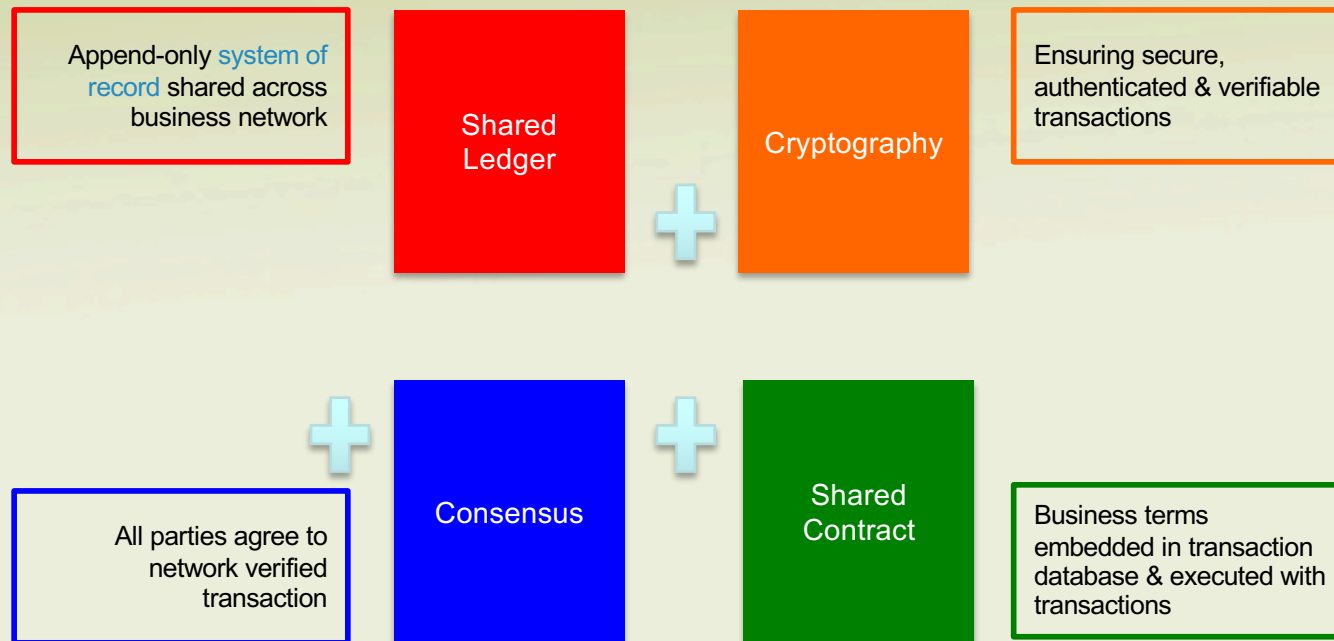 Append-only system of
record shared across
business network
Shared
Ledger
Cryptography
Ensuring secure,
authenticated & verifiable
transactions
All parties agree to
network verified
transaction
Consensus
Shared
Contract
Business terms
embedded in transaction
database & executed with
transactions